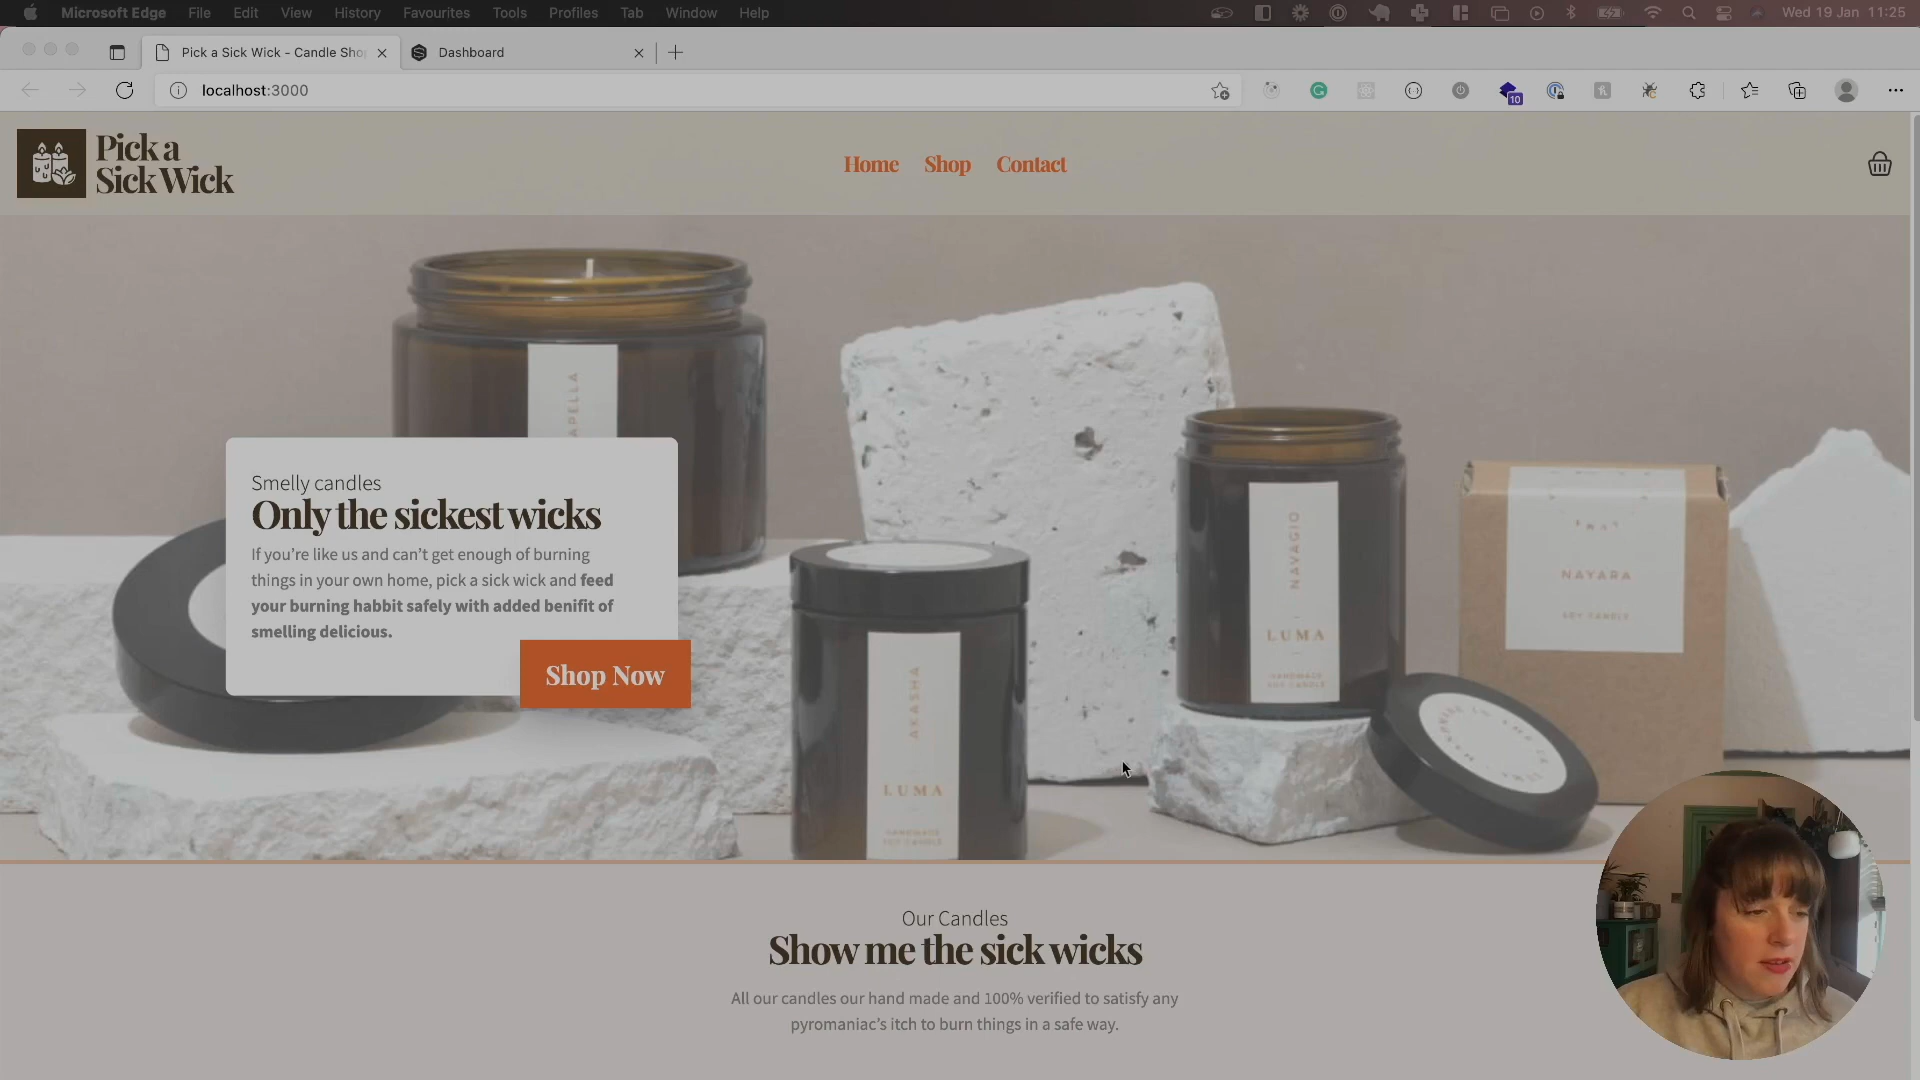 Microsoft Edge File Edit View History Favourites Tools Profiles Tab Window Help Wed 19 Jan 11:25
Pick a Sick Wick - Candle Sho Dashboard
localhost:3000
10
Pick a
Sick Wick
Home Shop Contact
APELLA
Smelly candles
Only the sickest wicks
If you're like us and can't get enough of burning
things in your own home, pick a sick wick and feed
your burning habbit safely with added benifit of
smelling delicious.
Shop Now
NAVAGIO
LUMA
HANDMADE
SOY CANDLE
NAYARA
SOY CANDLE
AKASHA
LUMA
HANDMADE
SOY CANDLE
Our Candles
Show me the sick wicks
All our candles our hand made and 100% verified to satisfy any
pyromaniac's itch to burn things in a safe way.